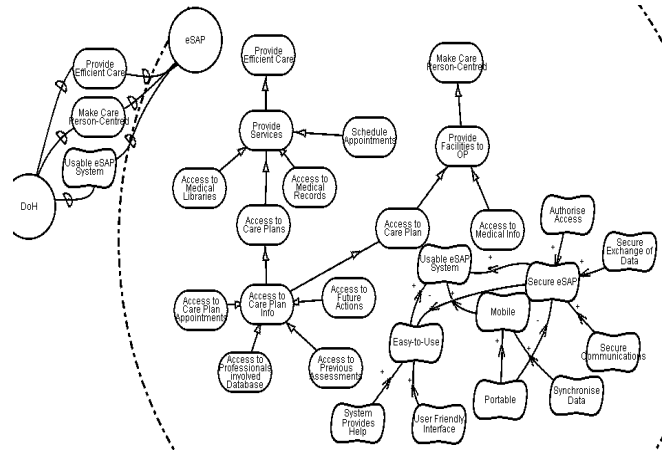 eSAP
Provide
Efficient Care
Make Care
Person-Centred
Usable eSAP
System
DoH
Provide
Efficient Care
Provide
Services
Schedule
Appointments
Access to
Medical
Libraries
Access to
Medical
Records
Access to
Care Plans
Access to
Care Plan
Appointments
Access to
Care Plan
Info
Access to
Future
Actions
Access to
Professionals
involved
Database
Access to
Previous
Assessments
Make Care
Person-Centred
Provide
Facilities to
OP
Access to
Care Plan
Access to
Medical Info
Authorise
Access
Secure
Exchange of
Data
Usable eSAP
System
Secure eSAP
Mobile
Easy-to-Use
Secure
Communications
Portable
Synchronise
Data
System
Provides
Help
User Friendly
Interface
+
+
+
-
-
+
+
+
+
+
+